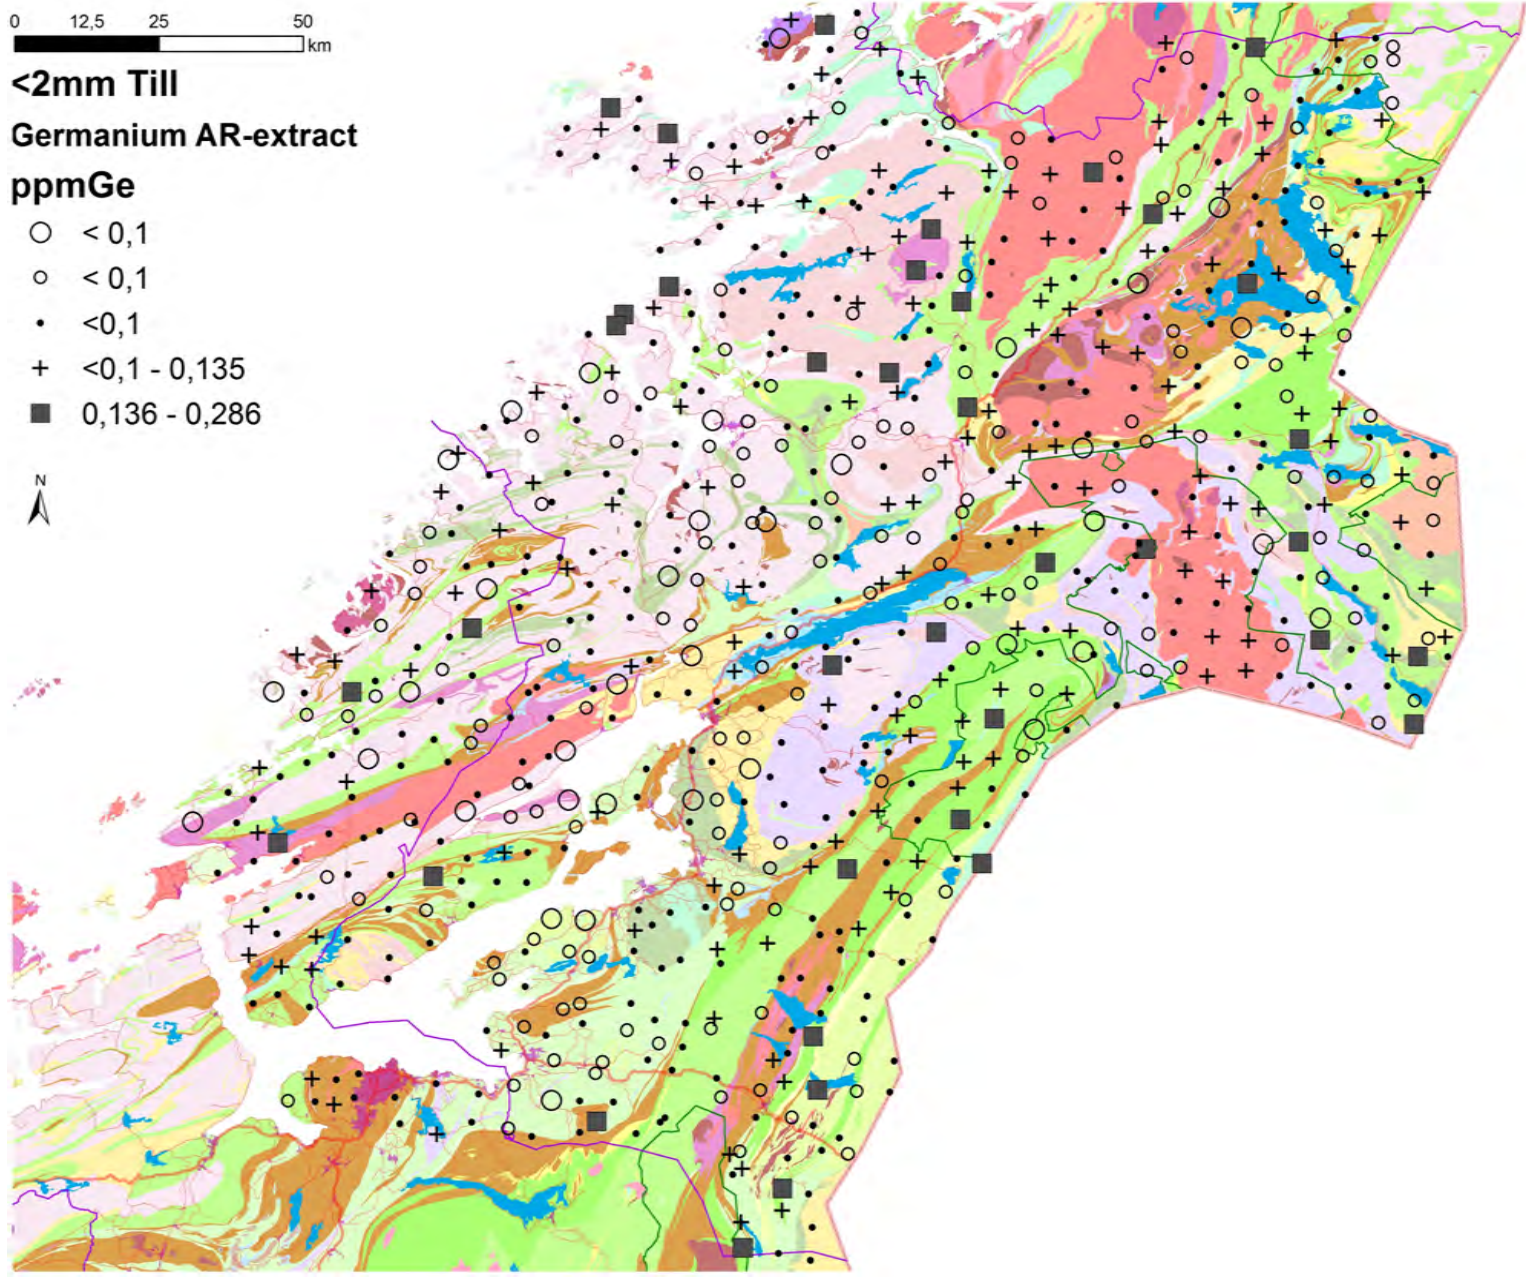 0 12,5 25 50
km
<2mm Till
Germanium AR-extract
ppmGe
< 0,1
< 0,1
<0,1
<0,1 - 0,135
0,136 - 0,286
N